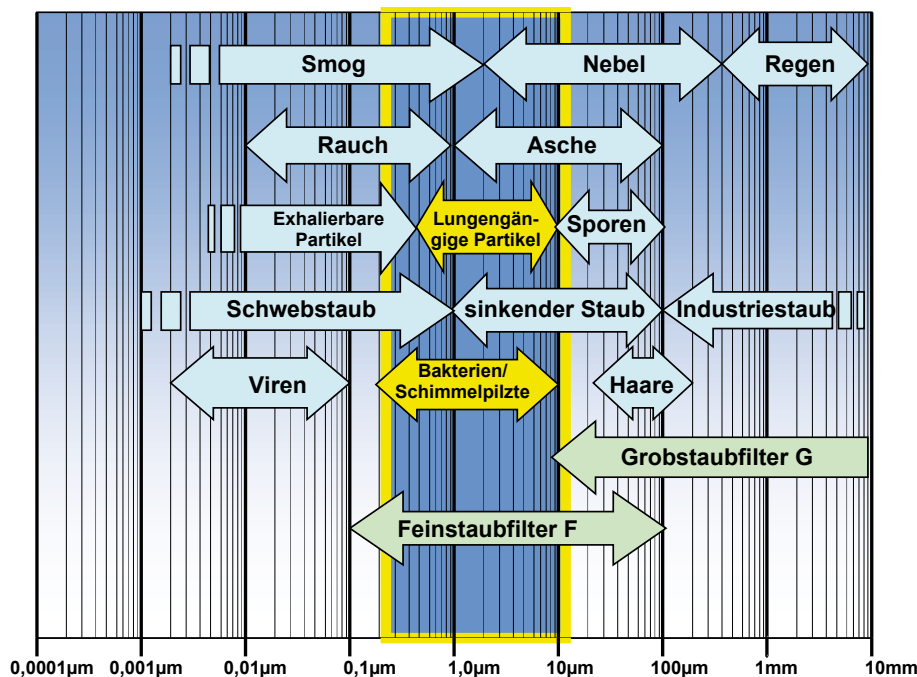 Smog
Nebel
Regen
Rauch
Asche
Exhalierbare
Partikel
Lungengän-
gige Partikel
Sporen
Schwebstaub
sinkender Staub
Industriestaub
Viren
Bakterien/
Schimmelpilzte
Haare
Grobstaubfilter G
Feinstaubfilter F
0,0001µm 0,001µm 0,01µm 0,1µm 1,0µm 10µm 100µm 1mm 10mm